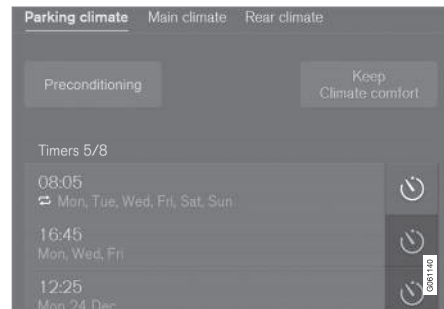 Parking climate Main climate Rear climate
Preconditioning
Keep
Climate comfort
Timers 5/8
08:05
Mon, Tue, Wed, Fri, Sat, Sun
16:45
Mon, Wed, Fri
12:25
Mon 24 Dec
G061140